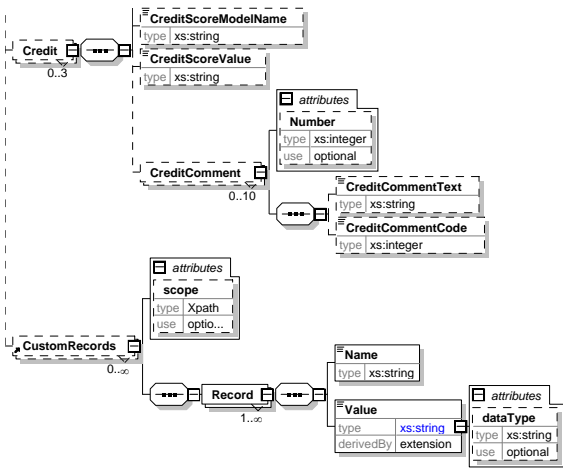 CreditScoreModelName
type xs:string
Credit
0..3
CreditScoreValue
type xs:string
attributes
Number
type xs:integer
use optional
CreditComment
0..10
CreditCommentText
type xs:string
CreditCommentCode
type xs:integer
attributes
scope
type Xpath
use optio...
CustomRecords
0..∞
Name
type xs:string
Record
1..∞
Value
type xs:string
derivedBy extension
attributes
dataType
type xs:string
use optional